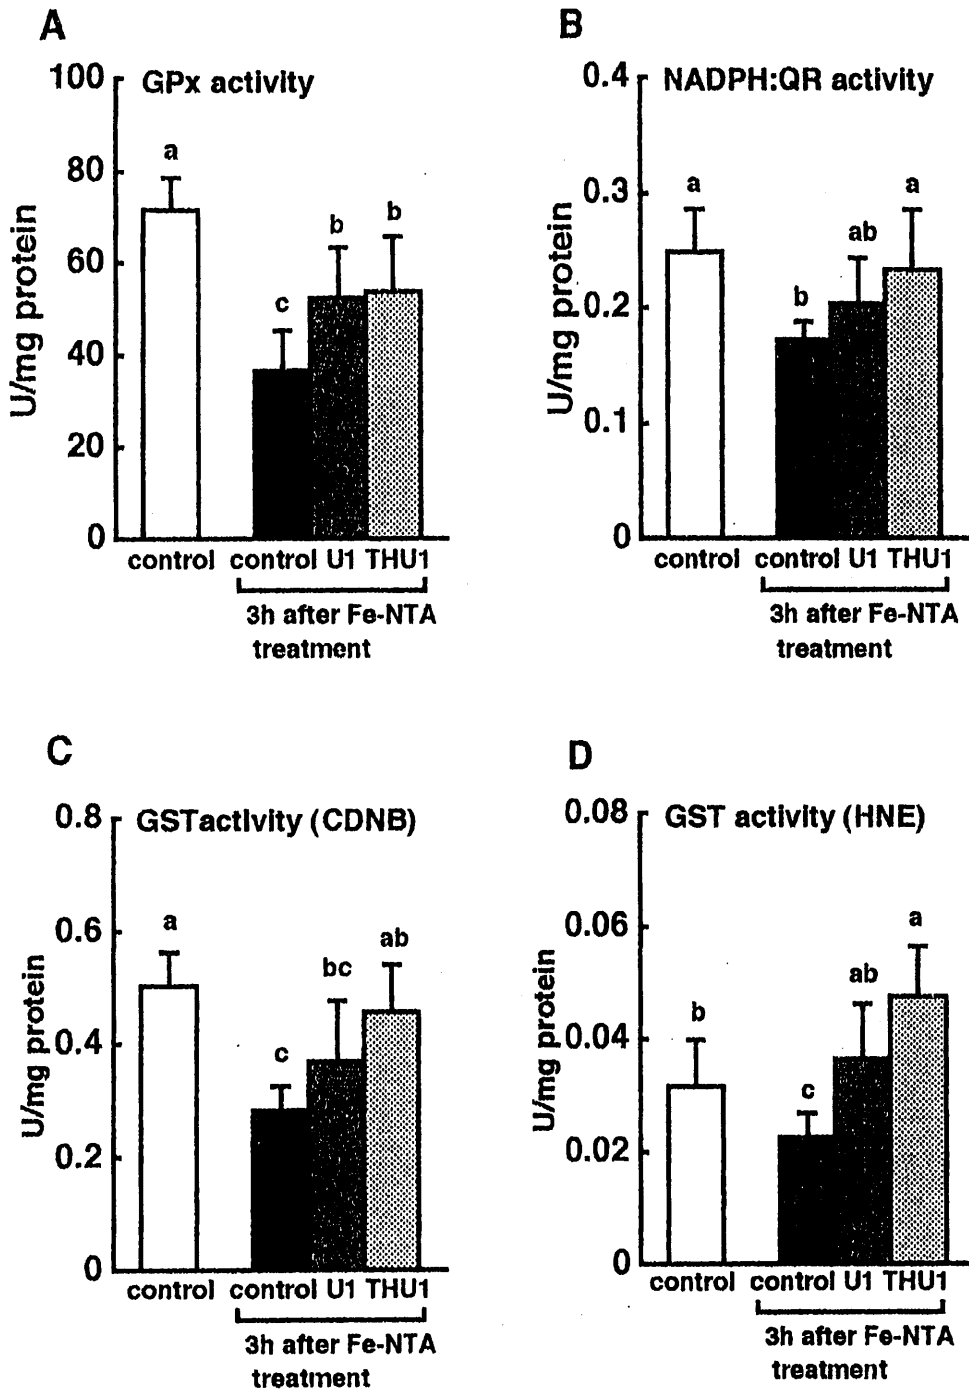 A
GPx activity
100
80
60
40
20
0
U/mg protein
a
c
b
b
control
control U1 THU1
3h after Fe-NTA
treatment
B
NADPH:QR activity
0.4
0.3
0.2
0.1
0
U/mg protein
a
b
ab
a
control
control U1 THU1
3h after Fe-NTA
treatment
C
GSTactivity (CDNB)
0.8
0.6
0.4
0.2
0
U/mg protein
a
c
bc
ab
control
control U1 THU1
3h after Fe-NTA
treatment
D
GST activity (HNE)
0.08
0.06
0.04
0.02
0
U/mg protein
b
c
ab
a
control
control U1 THU1
3h after Fe-NTA
treatment